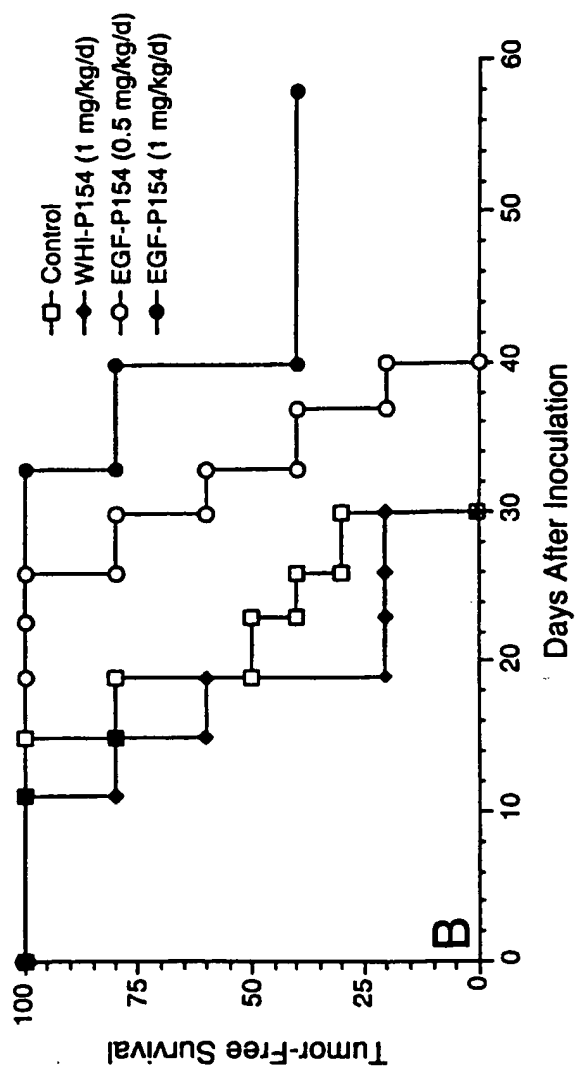 Control
WHI-P154 (1 mg/kg/d)
EGF-P154 (0.5 mg/kg/d)
EGF-P154 (1 mg/kg/d)
Tumor-Free Survival
100
75
50
25
0
B
0 10 20 30 40 50 60
Days After Inoculation